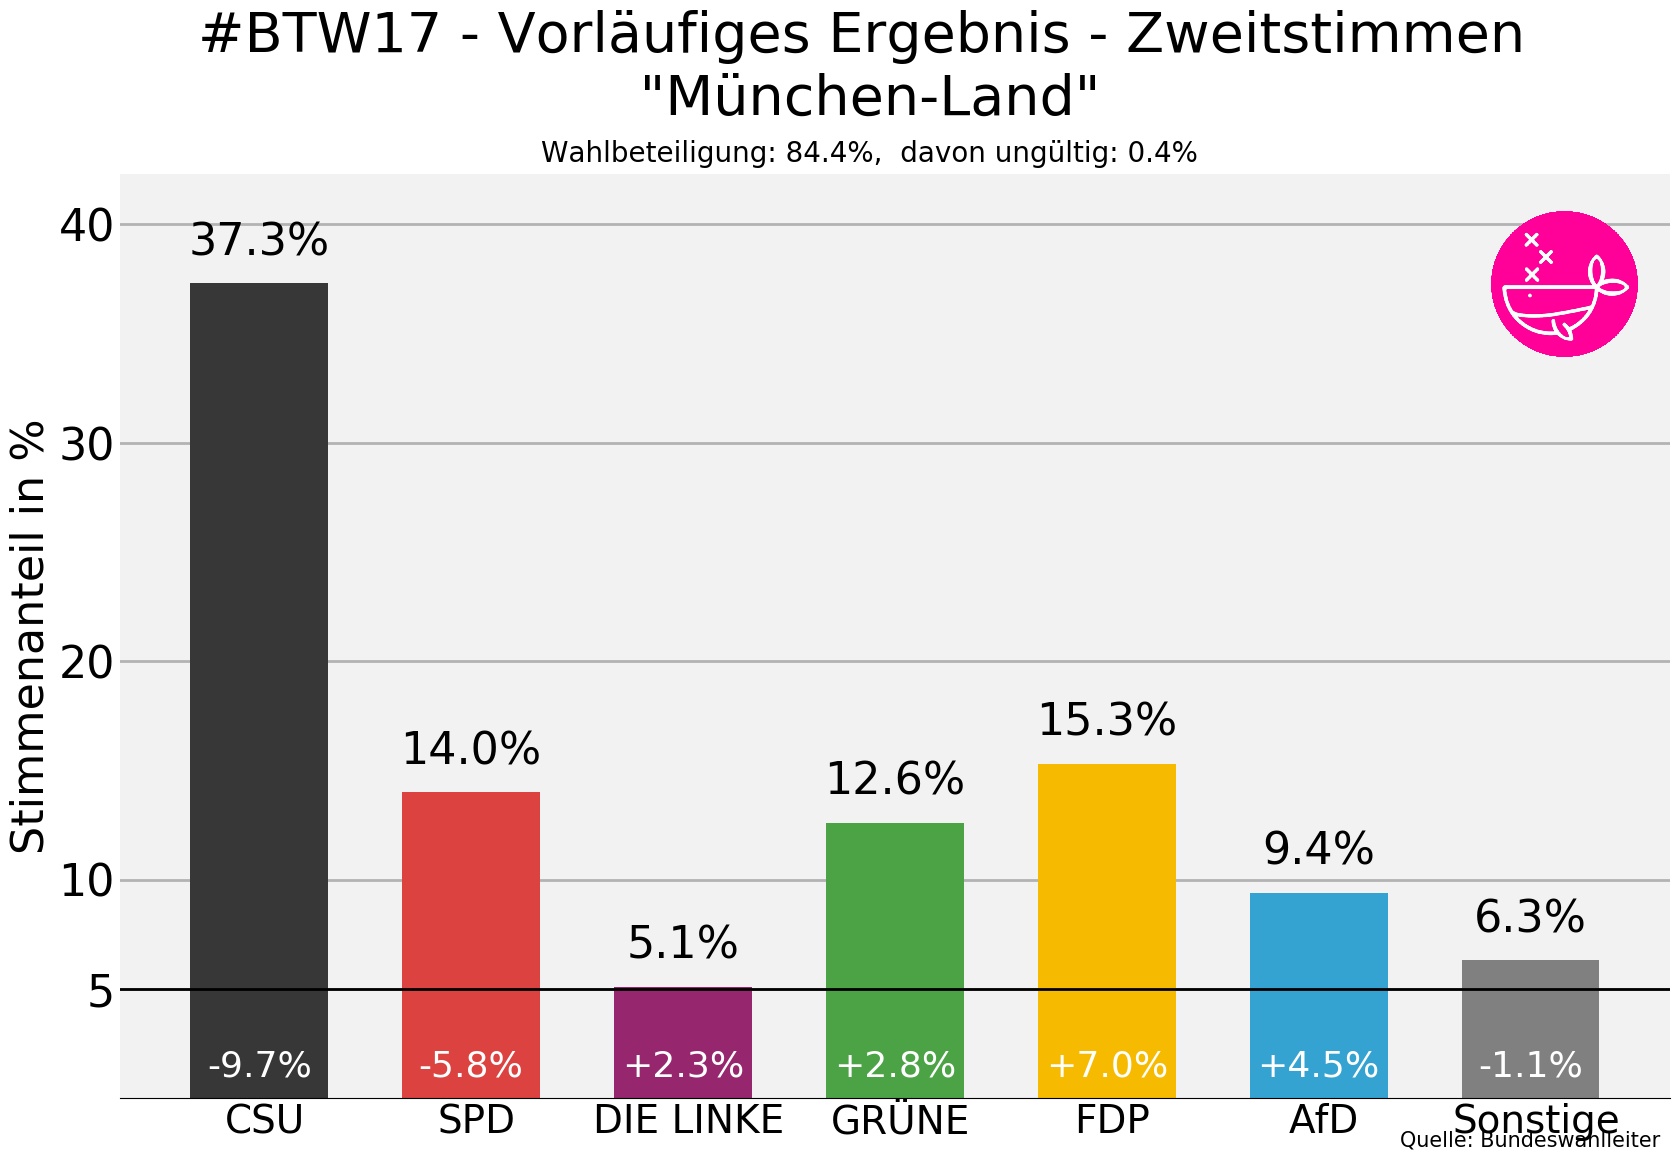 #BTW17 - Vorläufiges Ergebnis - Zweitstimmen
"München-Land"
Wahlbeteiligung: 84.4%,  davon ungültig: 0.4%
Stimmenanteil in %
40
30
20
10
5
37.3%
14.0%
5.1%
12.6%
15.3%
9.4%
6.3%
-9.7%
-5.8%
+2.3%
+2.8%
+7.0%
+4.5%
-1.1%
CSU
SPD
DIE LINKE
GRÜNE
FDP
AfD
Sonstige
Quelle: Bundeswahlleiter